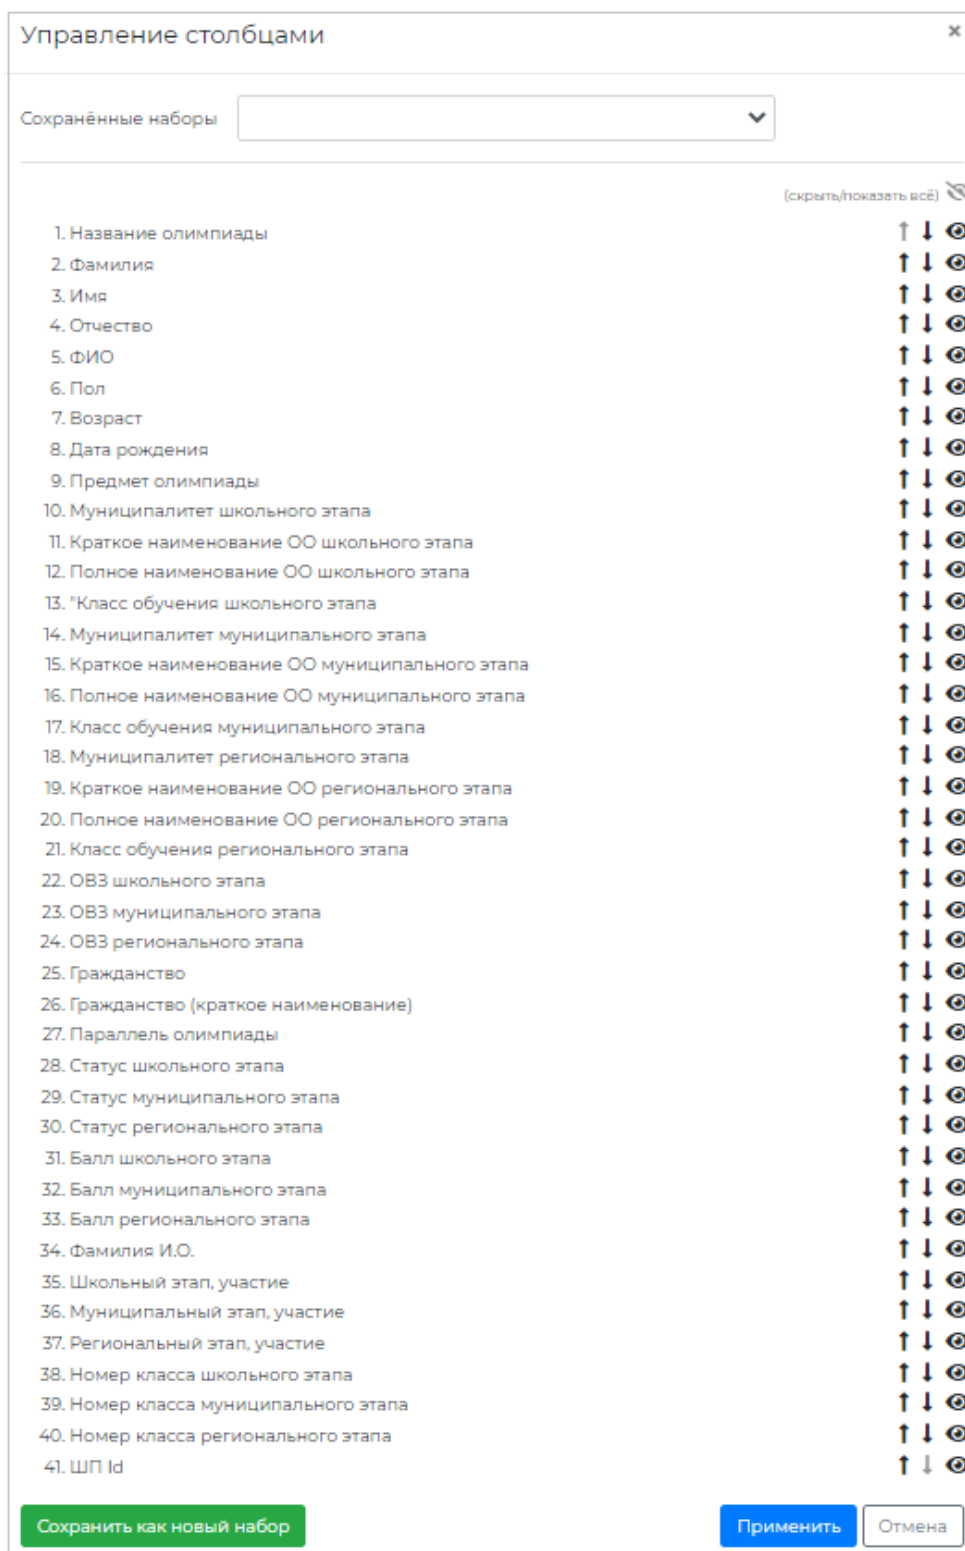 Управление столбцами ×
Сохранённые наборы
(скрыть/показать всё)
1. Название олимпиады
2. Фамилия
3. Имя
4. Отчество
5. ФИО
6. Пол
7. Возраст
8. Дата рождения
9. Предмет олимпиады
10. Муниципалитет школьного этапа
11. Краткое наименование ОО школьного этапа
12. Полное наименование ОО школьного этапа
13. "Класс обучения школьного этапа
14. Муниципалитет муниципального этапа
15. Краткое наименование ОО муниципального этапа
16. Полное наименование ОО муниципального этапа
17. Класс обучения муниципального этапа
18. Муниципалитет регионального этапа
19. Краткое наименование ОО регионального этапа
20. Полное наименование ОО регионального этапа
21. Класс обучения регионального этапа
22. ОВЗ школьного этапа
23. ОВЗ муниципального этапа
24. ОВЗ регионального этапа
25. Гражданство
26. Гражданство (краткое наименование)
27. Параллель олимпиады
28. Статус школьного этапа
29. Статус муниципального этапа
30. Статус регионального этапа
31. Балл школьного этапа
32. Балл муниципального этапа
33. Балл регионального этапа
34. Фамилия И.О.
35. Школьный этап, участие
36. Муниципальный этап, участие
37. Региональный этап, участие
38. Номер класса школьного этапа
39. Номер класса муниципального этапа
40. Номер класса регионального этапа
41. ШП Id
Сохранить как новый набор Применить Отмена